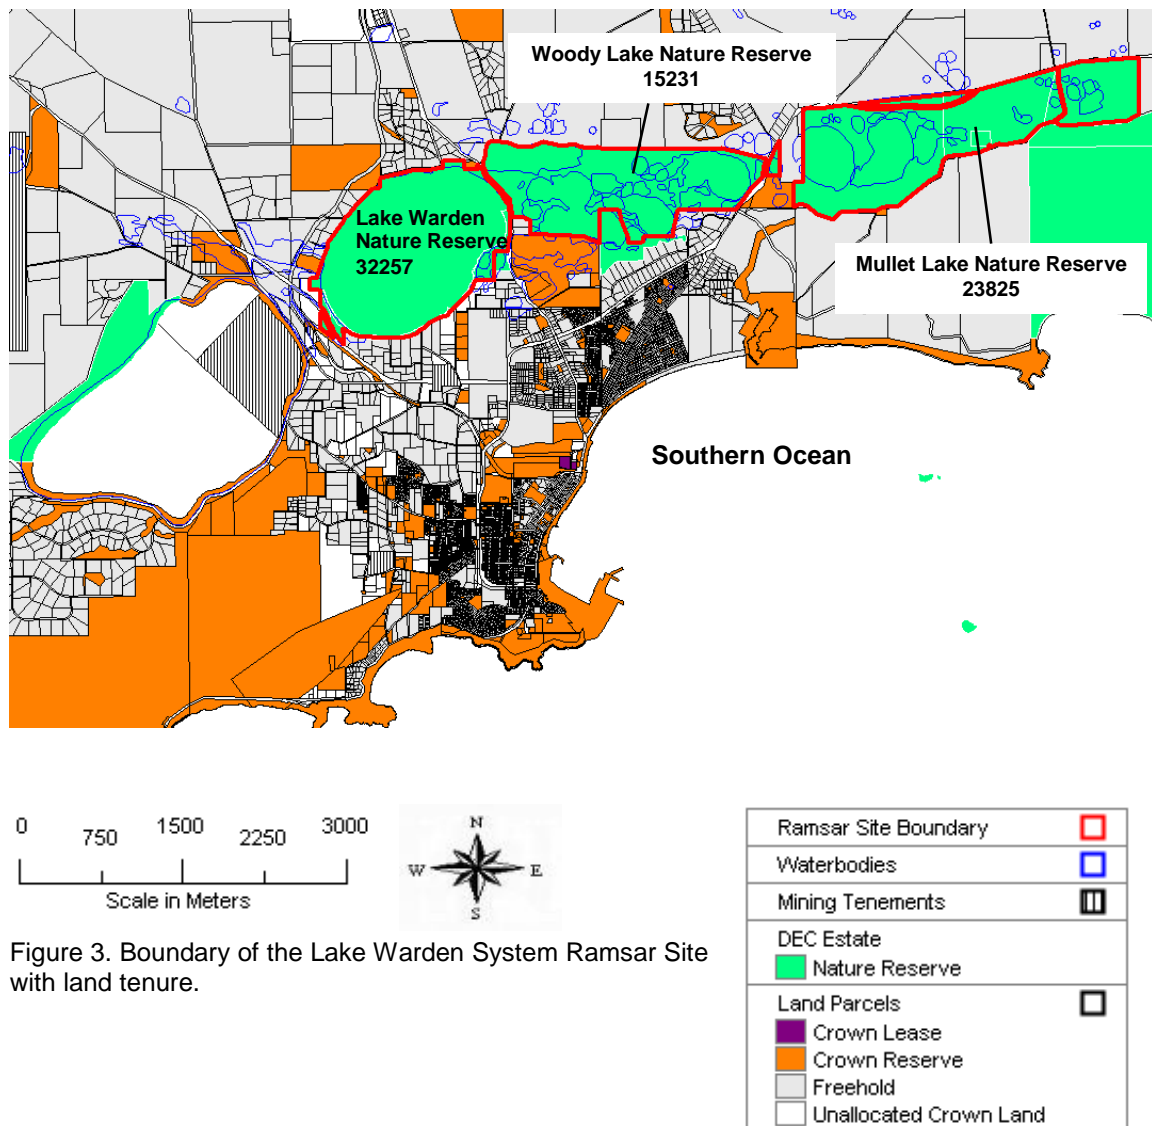 Woody Lake Nature Reserve
15231
Lake Warden
Nature Reserve
32257
Mullet Lake Nature Reserve
23825
Southern Ocean
0
750
1500
2250
3000
Scale in Meters
N
W
E
S
Figure 3. Boundary of the Lake Warden System Ramsar Site
with land tenure.
Ramsar Site Boundary
Waterbodies
Mining Tenements
DEC Estate
Nature Reserve
Land Parcels
Crown Lease
Crown Reserve
Freehold
Unallocated Crown Land